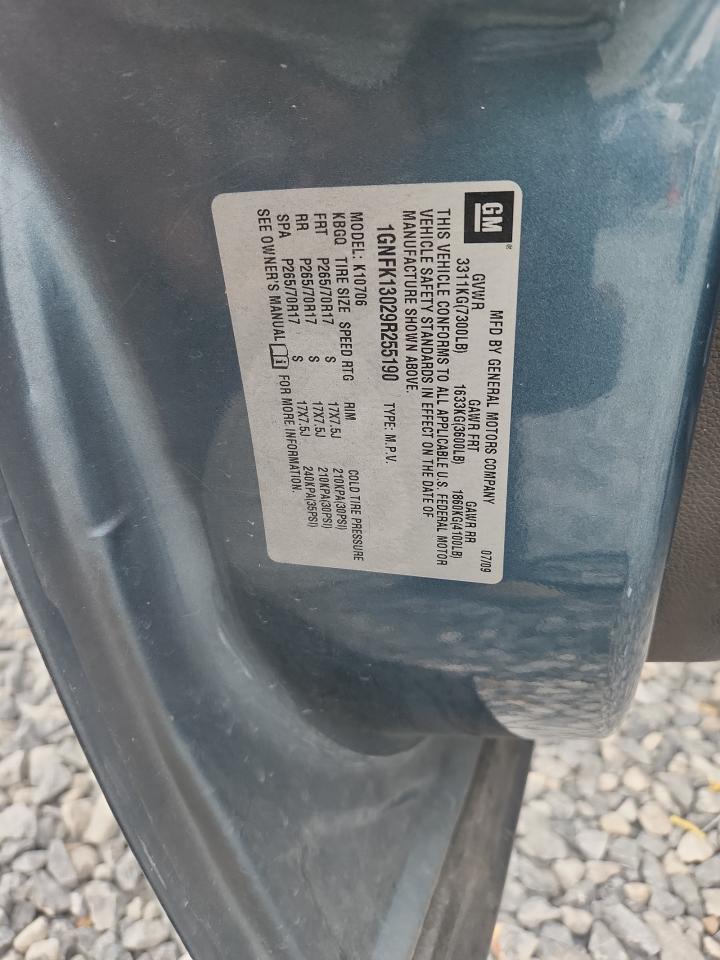 GM®
MFD BY GENERAL MOTORS COMPANY 07/09
GVWR GAWR FRT GAWR RR
3311KG(7300LB) 1633KG(3600LB) 1860KG(4100LB)
THIS VEHICLE CONFORMS TO ALL APPLICABLE U.S. FEDERAL MOTOR
VEHICLE SAFETY STANDARDS IN EFFECT ON THE DATE OF
MANUFACTURE SHOWN ABOVE.
1GNFK13029R255190 TYPE: M.P.V.
MODEL: K10706
KBGQ TIRE SIZE SPEED RTG RIM COLD TIRE PRESSURE
FRT P265/70R17 S 17X7.5J 210KPA(30PSI)
RR P265/70R17 S 17X7.5J 210KPA(30PSI)
SPA P265/70R17 S 17X7.5J 240KPA(35PSI)
SEE OWNER'S MANUAL FOR MORE INFORMATION.